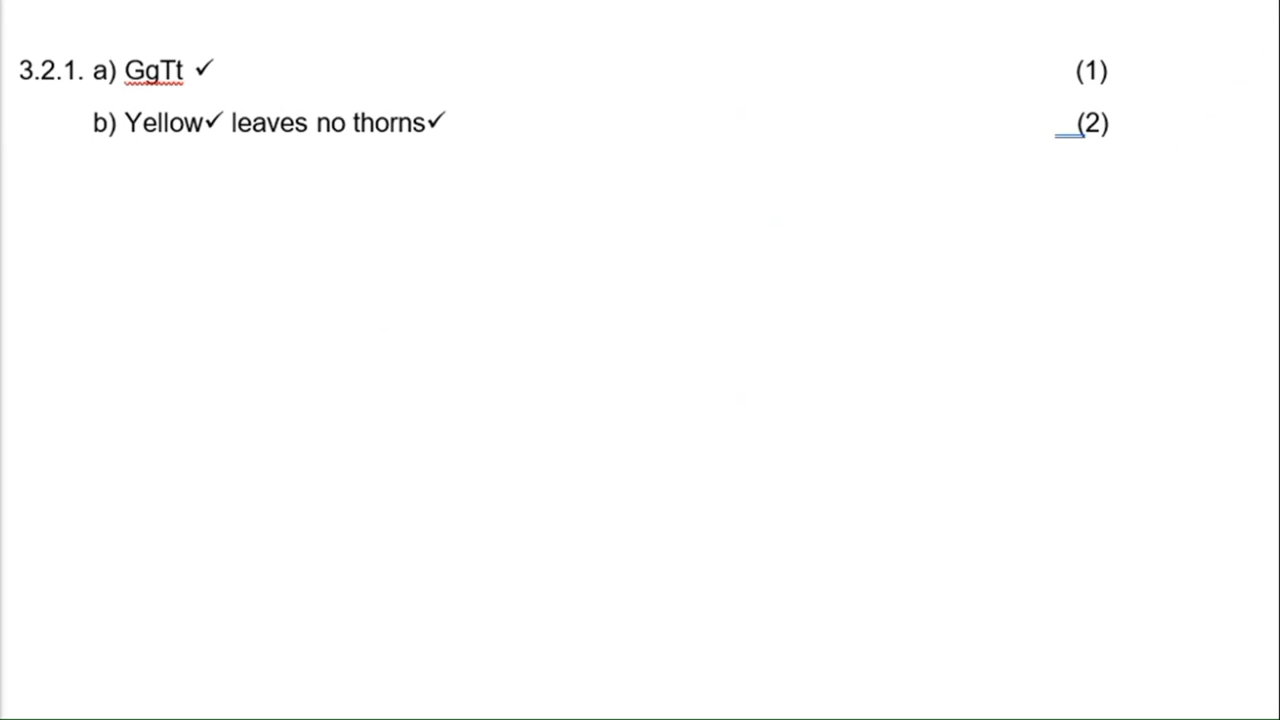 3.2.1. a) GgTt ✓ (1)
b) Yellow✓ leaves no thorns✓ (2)